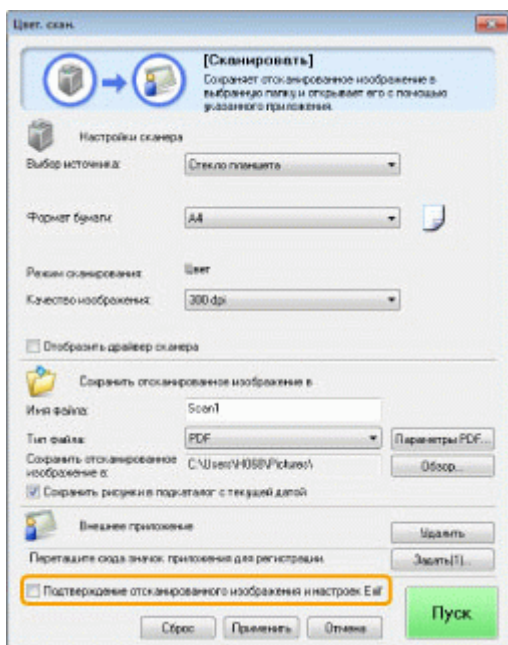 Цвет. скан.
[Сканировать]
Сохраняет отсканированное изображение в
выбранную папку и открывает его с помощью
указанного приложения.
Настройки сканера
Выбор источника: Стекло планшета
Формат бумаги: A4
Режим сканирования: Цвет
Качество изображения: 300 dpi
Отобразить драйвер сканера
Сохранить отсканированное изображение в
Имя файла: Scan1
Тип файла: PDF Параметры PDF...
Сохранить отсканированное
изображение в: C:\Users\H058\Pictures\ Обзор...
Сохранить рисунки в подкаталог с текущей датой
Внешнее приложение Удалить
Перетащите сюда значок приложения для регистрации. Задать(1)...
Подтверждение отсканированного изображения и настроек Exif
Пуск
Сброс Применить Отмена